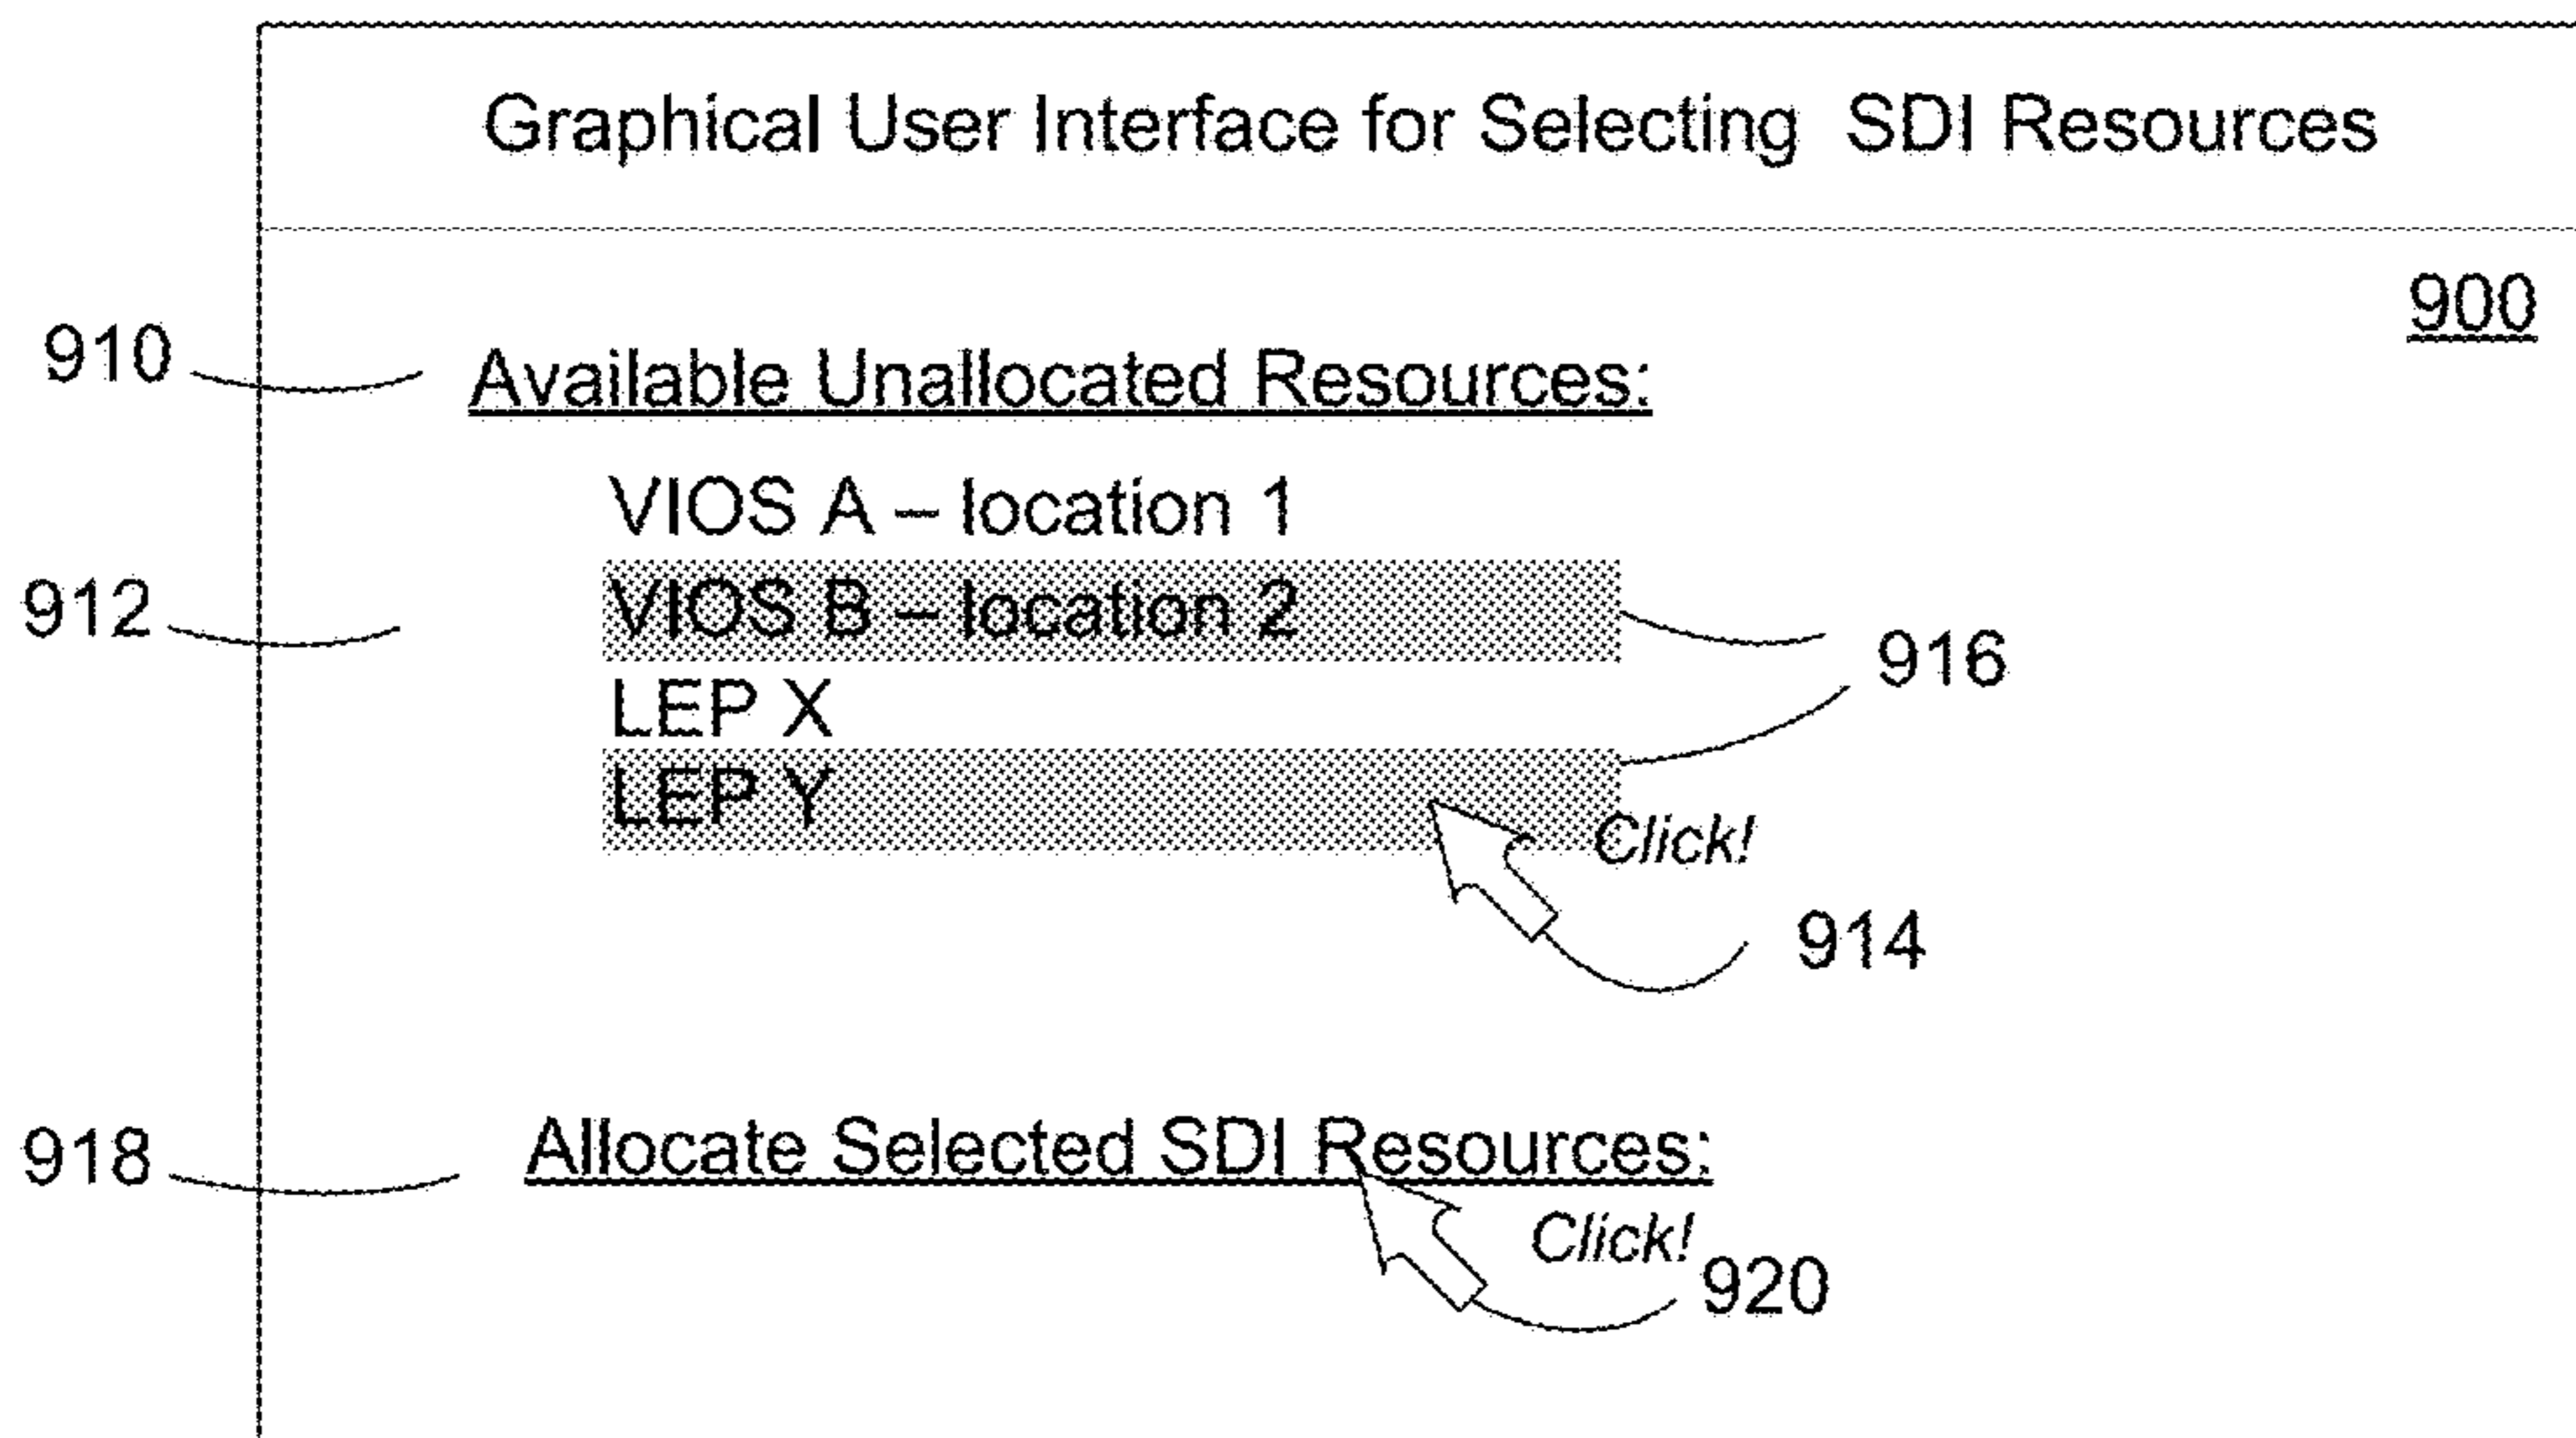 Graphical User Interface for Selecting SDI Resources
900
910
Available Unallocated Resources:
VIOS A – location 1
912
VIOS B – location 2
916
LEP X
LEP Y
Click!
914
918
Allocate Selected SDI Resources:
Click!
920